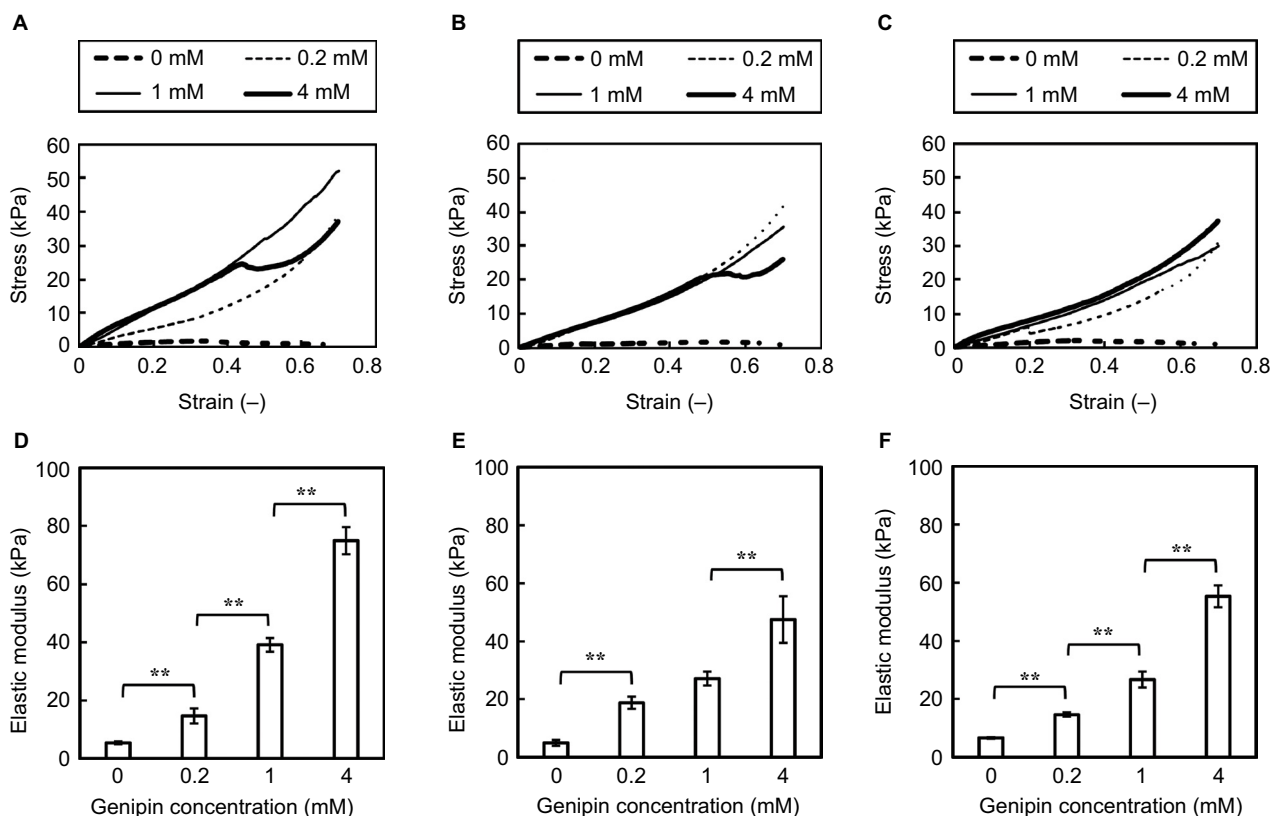 A
0 mM 0.2 mM
1 mM 4 mM
Stress (kPa)
60
50
40
30
20
10
0
0 0.2 0.4 0.6 0.8
Strain (–)
B
0 mM 0.2 mM
1 mM 4 mM
Stress (kPa)
60
50
40
30
20
10
0
0 0.2 0.4 0.6 0.8
Strain (–)
C
0 mM 0.2 mM
1 mM 4 mM
Stress (kPa)
60
50
40
30
20
10
0
0 0.2 0.4 0.6 0.8
Strain (–)
D
Elastic modulus (kPa)
100
80
60
40
20
0
**
**
**
0 0.2 1 4
Genipin concentration (mM)
E
Elastic modulus (kPa)
100
80
60
40
20
0
**
**
0 0.2 1 4
Genipin concentration (mM)
F
Elastic modulus (kPa)
100
80
60
40
20
0
**
**
**
0 0.2 1 4
Genipin concentration (mM)